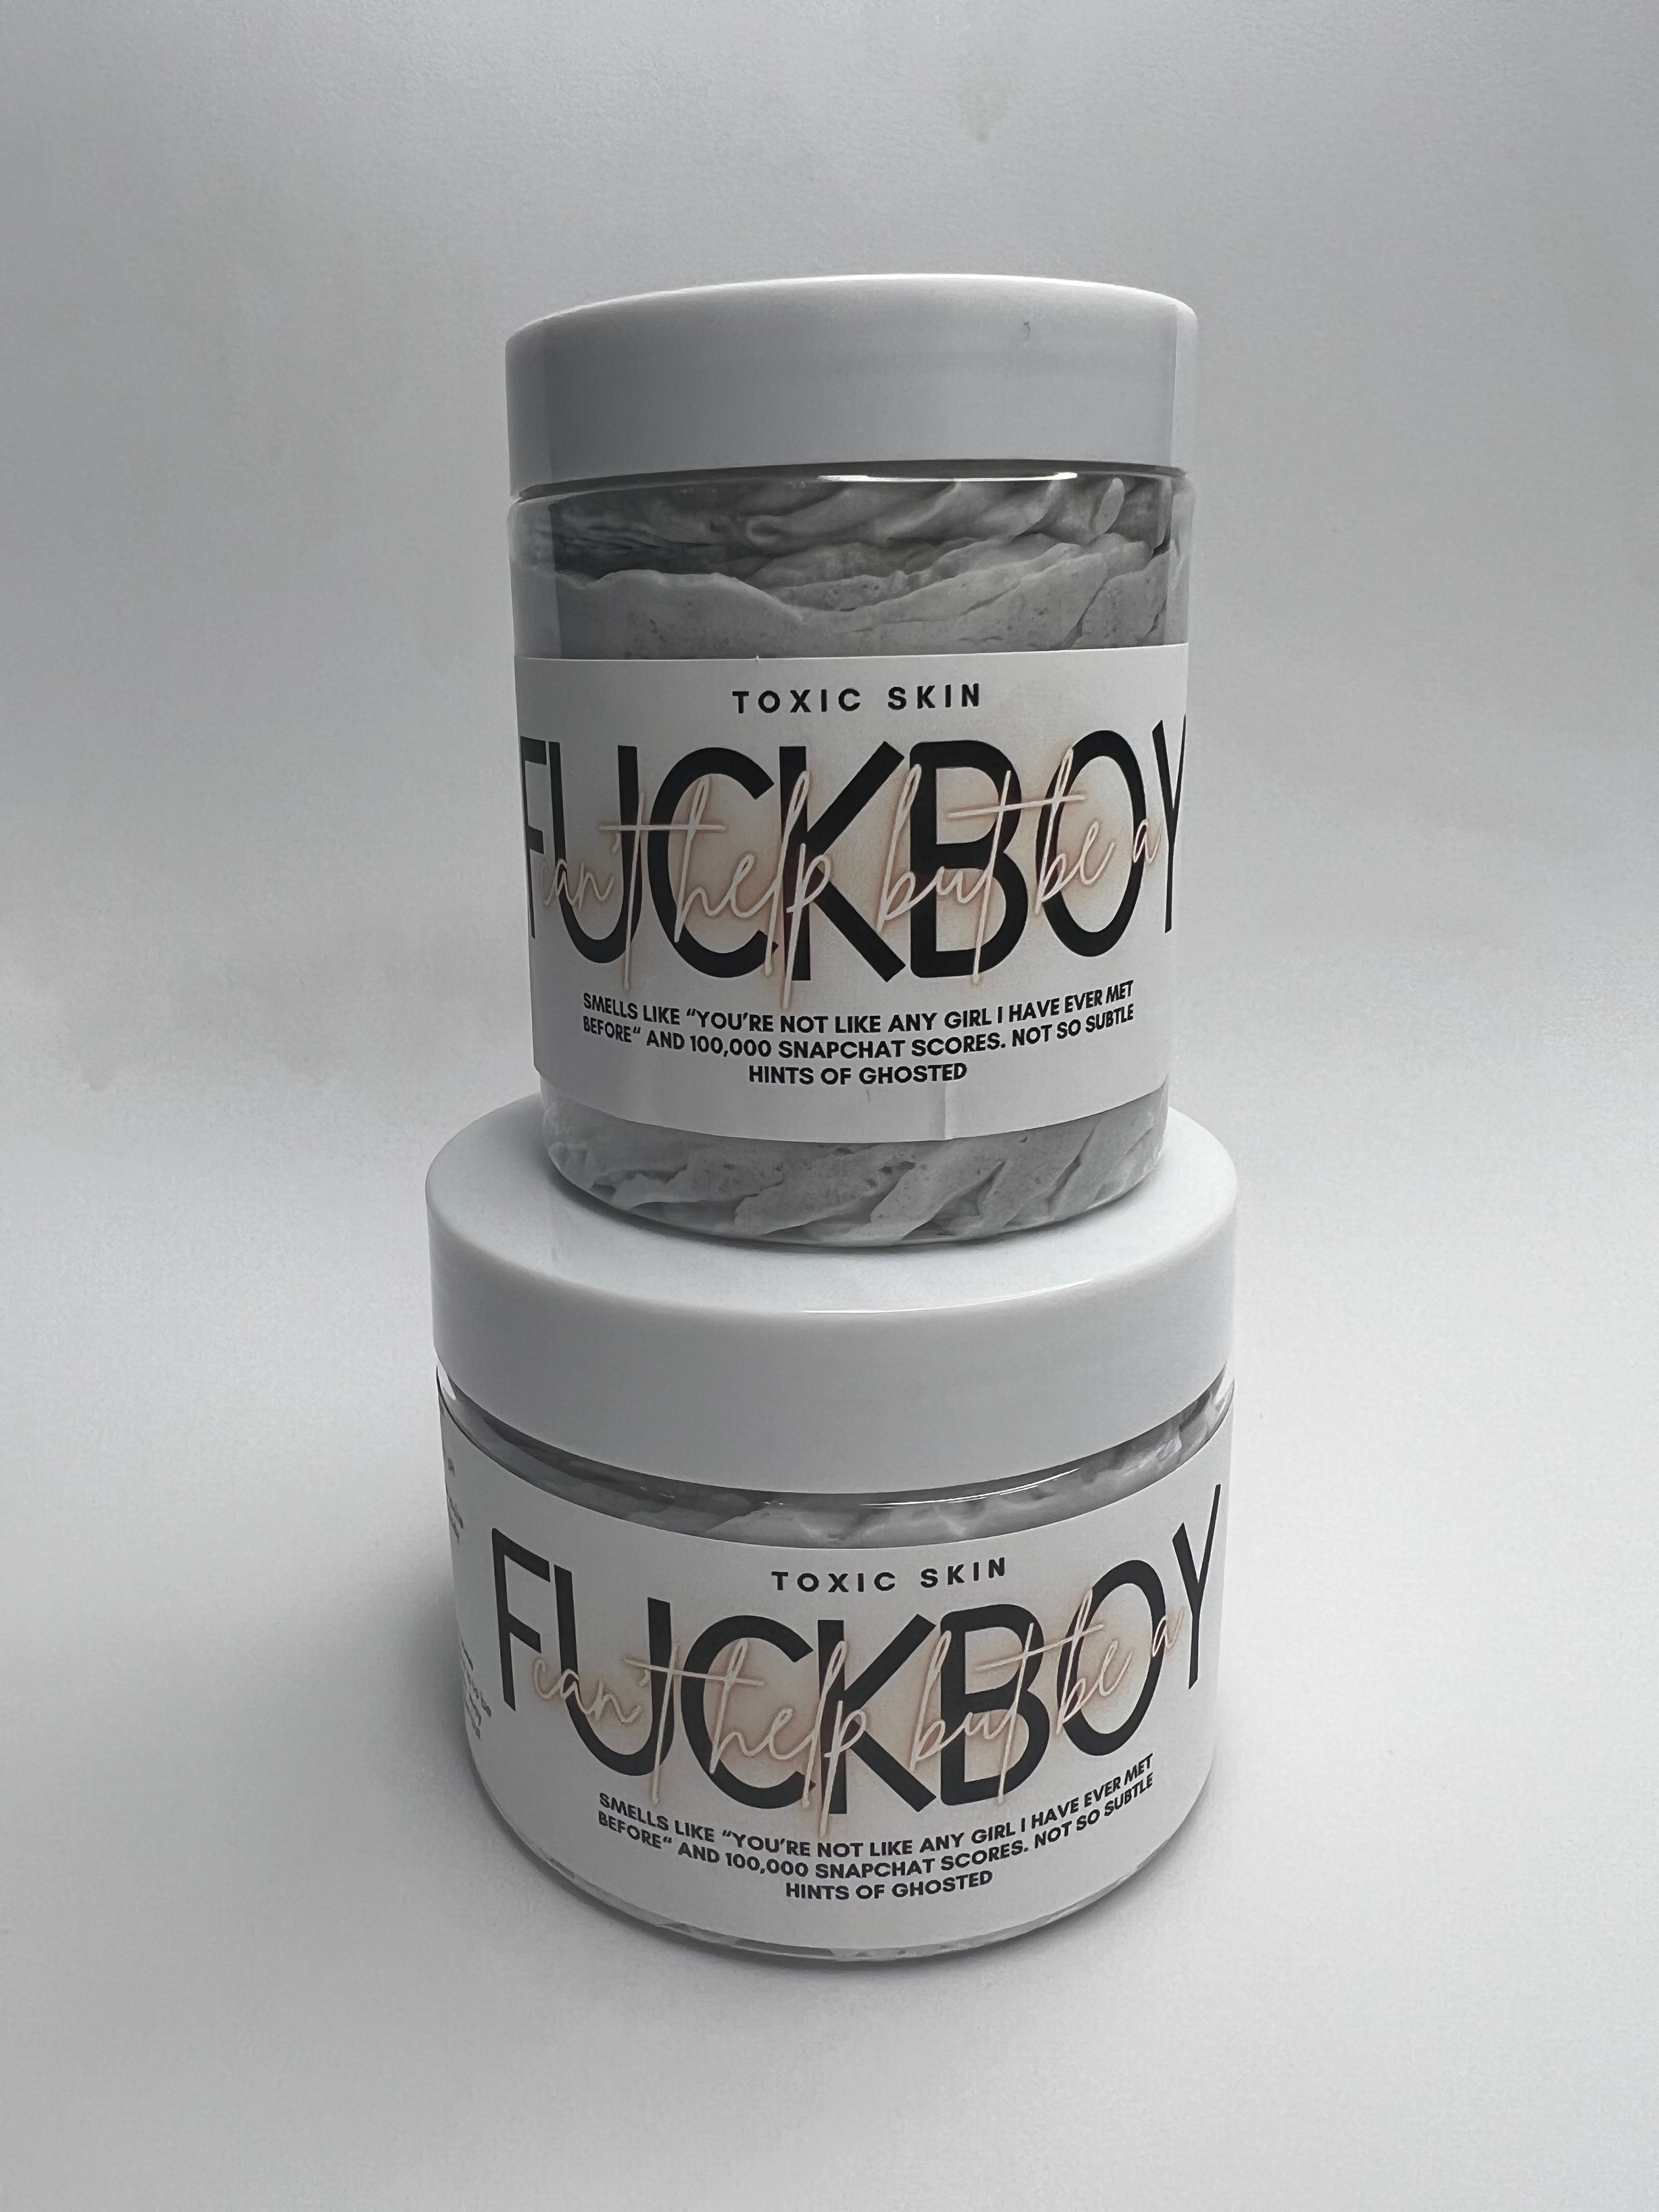 TOXIC SKIN
FUCKBOY
can't help but be a
SMELLS LIKE “YOU’RE NOT LIKE ANY GIRL I HAVE EVER MET
BEFORE“ AND 100,000 SNAPCHAT SCORES. NOT SO SUBTLE
HINTS OF GHOSTED
TOXIC SKIN
FUCKBOY
can't help but be a
SMELLS LIKE “YOU’RE NOT LIKE ANY GIRL I HAVE EVER MET
BEFORE“ AND 100,000 SNAPCHAT SCORES. NOT SO SUBTLE
HINTS OF GHOSTED